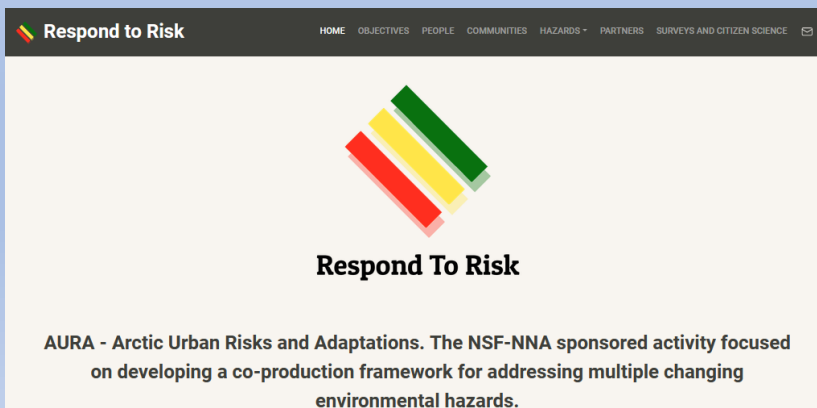 Respond to Risk
HOME OBJECTIVES PEOPLE COMMUNITIES HAZARDS PARTNERS SURVEYS AND CITIZEN SCIENCE
Respond To Risk
AURA - Arctic Urban Risks and Adaptations. The NSF-NNA sponsored activity focused
on developing a co-production framework for addressing multiple changing
environmental hazards.